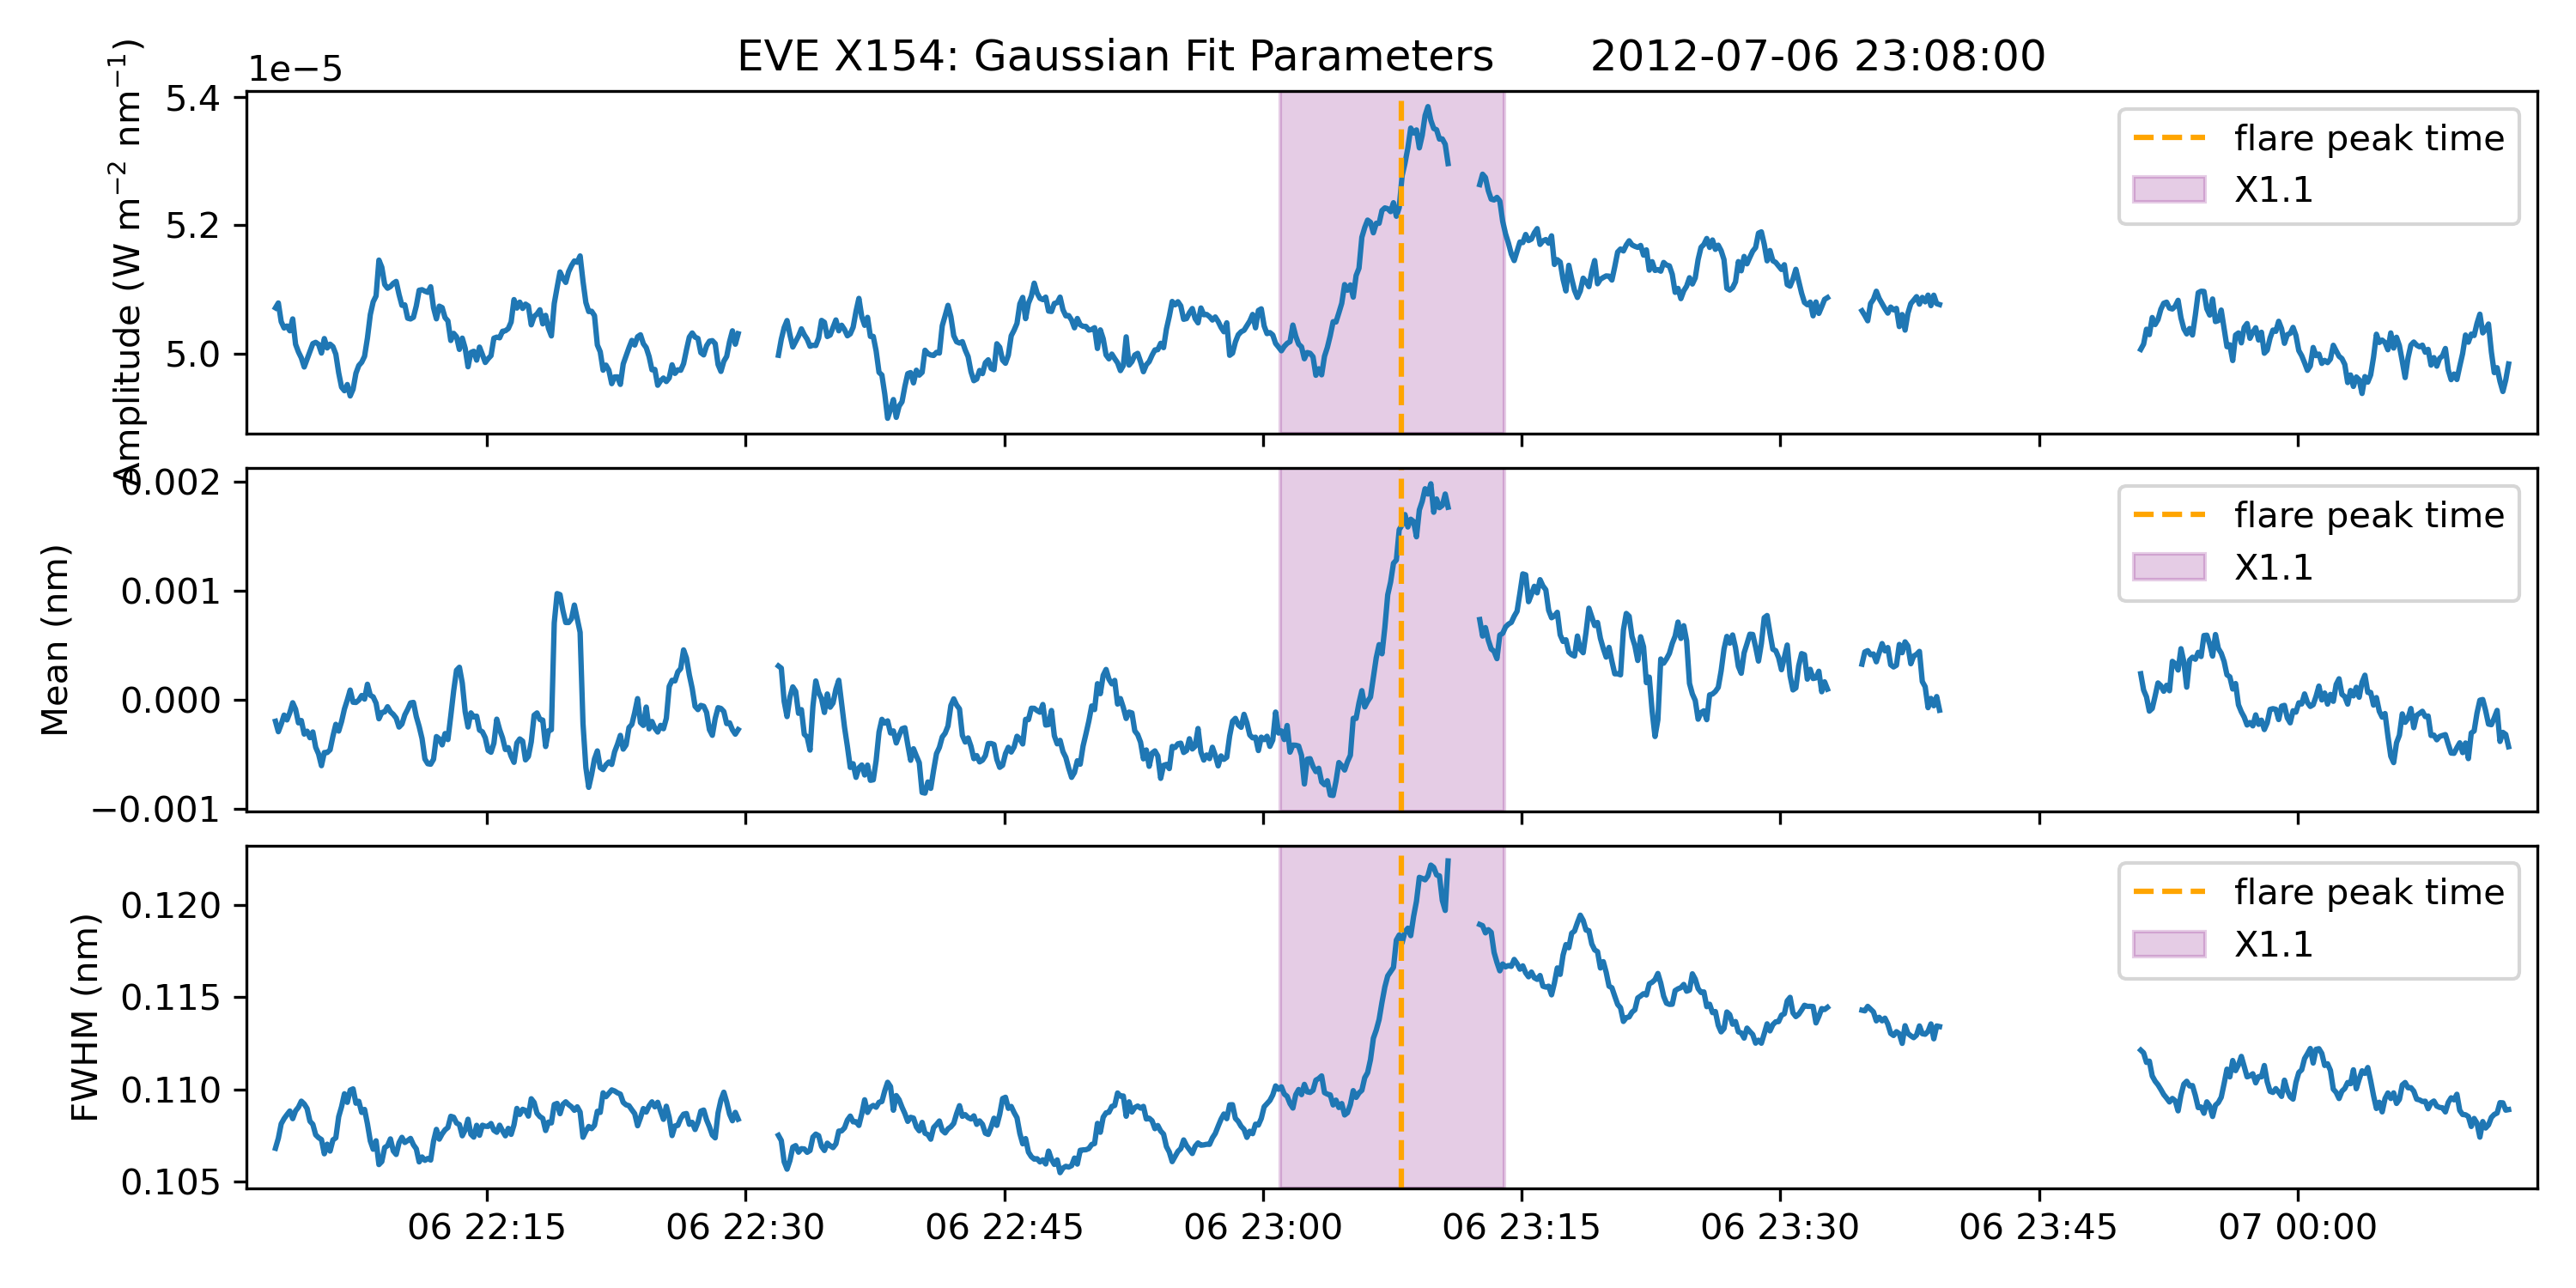 EVE X154: Gaussian Fit Parameters 2012-07-06 23:08:00
1e−5
Amplitude (W m⁻² nm⁻¹)
5.4
5.2
5.0
flare peak time
X1.1
Mean (nm)
0.002
0.001
0.000
−0.001
flare peak time
X1.1
FWHM (nm)
0.120
0.115
0.110
0.105
flare peak time
X1.1
06 22:15 06 22:30 06 22:45 06 23:00 06 23:15 06 23:30 06 23:45 07 00:00